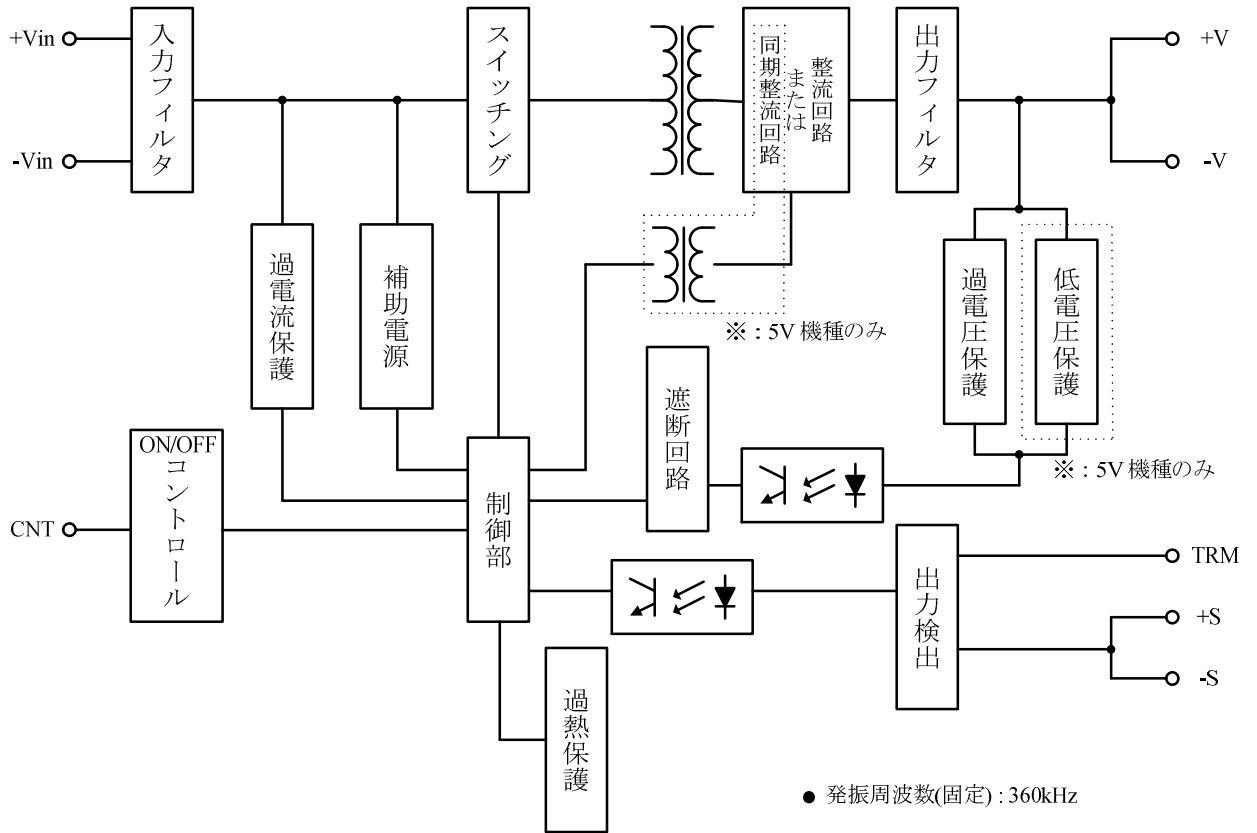 +Vin
-Vin
入力フィルタ
スイッチング
同期整流回路
または
整流回路
出力フィルタ
+V
-V
過電流保護
補助電源
※ : 5V 機種のみ
過電圧保護
低電圧保護
※ : 5V 機種のみ
遮断回路
ON/OFF
コントロール
CNT
制御部
出力検出
TRM
+S
-S
過熱保護
● 発振周波数(固定) : 360kHz